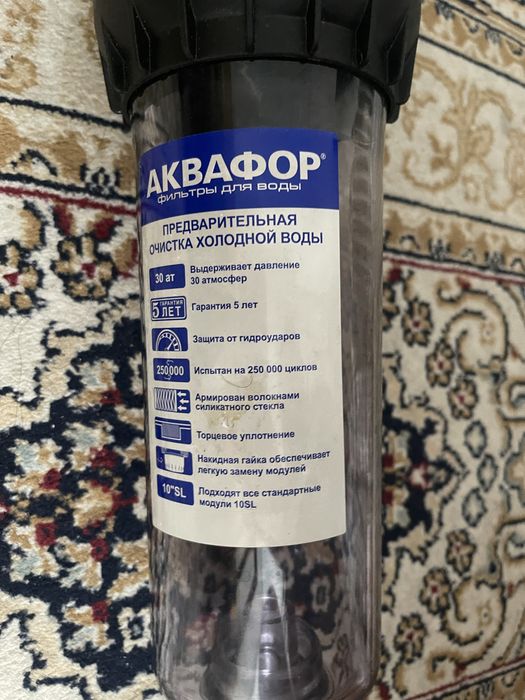 АКВАФОР®
ФИЛЬТРЫ ДЛЯ ВОДЫ
ПРЕДВАРИТЕЛЬНАЯ
ОЧИСТКА ХОЛОДНОЙ ВОДЫ
30 ат
Выдерживает давление
30 атмосфер
ГАРАНТИЯ
5 ЛЕТ
Гарантия 5 лет
Защита от гидроударов
250 000
Испытан на 250 000 циклов
Армирован волокнами
силикатного стекла
Торцевое уплотнение
Накидная гайка обеспечивает
легкую замену модулей
10"SL
Подходят все стандартные
модули 10SL